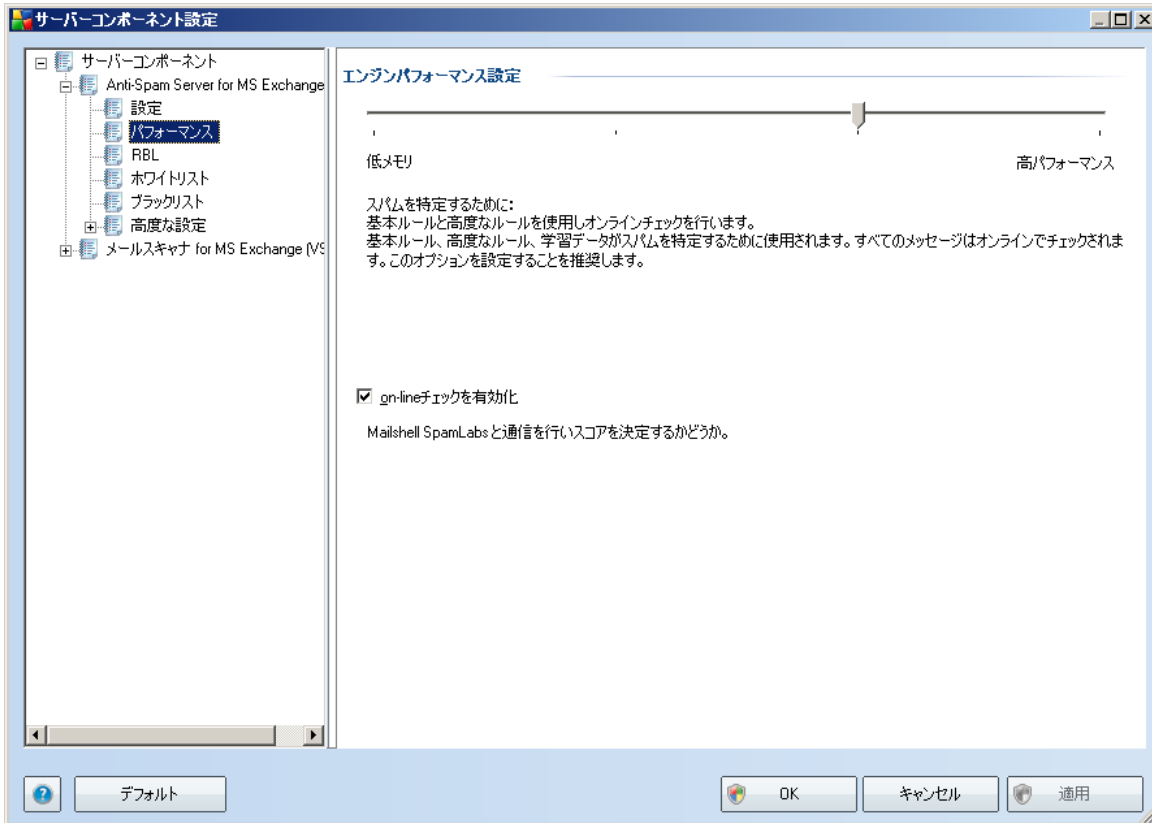 サーバーコンポーネント設定
サーバーコンポーネント
Anti-Spam Server for MS Exchange
設定
パフォーマンス
RBL
ホワイトリスト
ブラックリスト
高度な設定
メールスキャナ for MS Exchange (VS
エンジンパフォーマンス設定
低メモリ
高パフォーマンス
スパムを特定するために:
基本ルールと高度なルールを使用しオンラインチェックを行います。
基本ルール、高度なルール、学習データがスパムを特定するために使用されます。すべてのメッセージはオンラインでチェックされま
す。このオプションを設定することを推奨します。
on-lineチェックを有効化
Mailshell SpamLabsと通信を行いスコアを決定するかどうか。
デフォルト
OK
キャンセル
適用